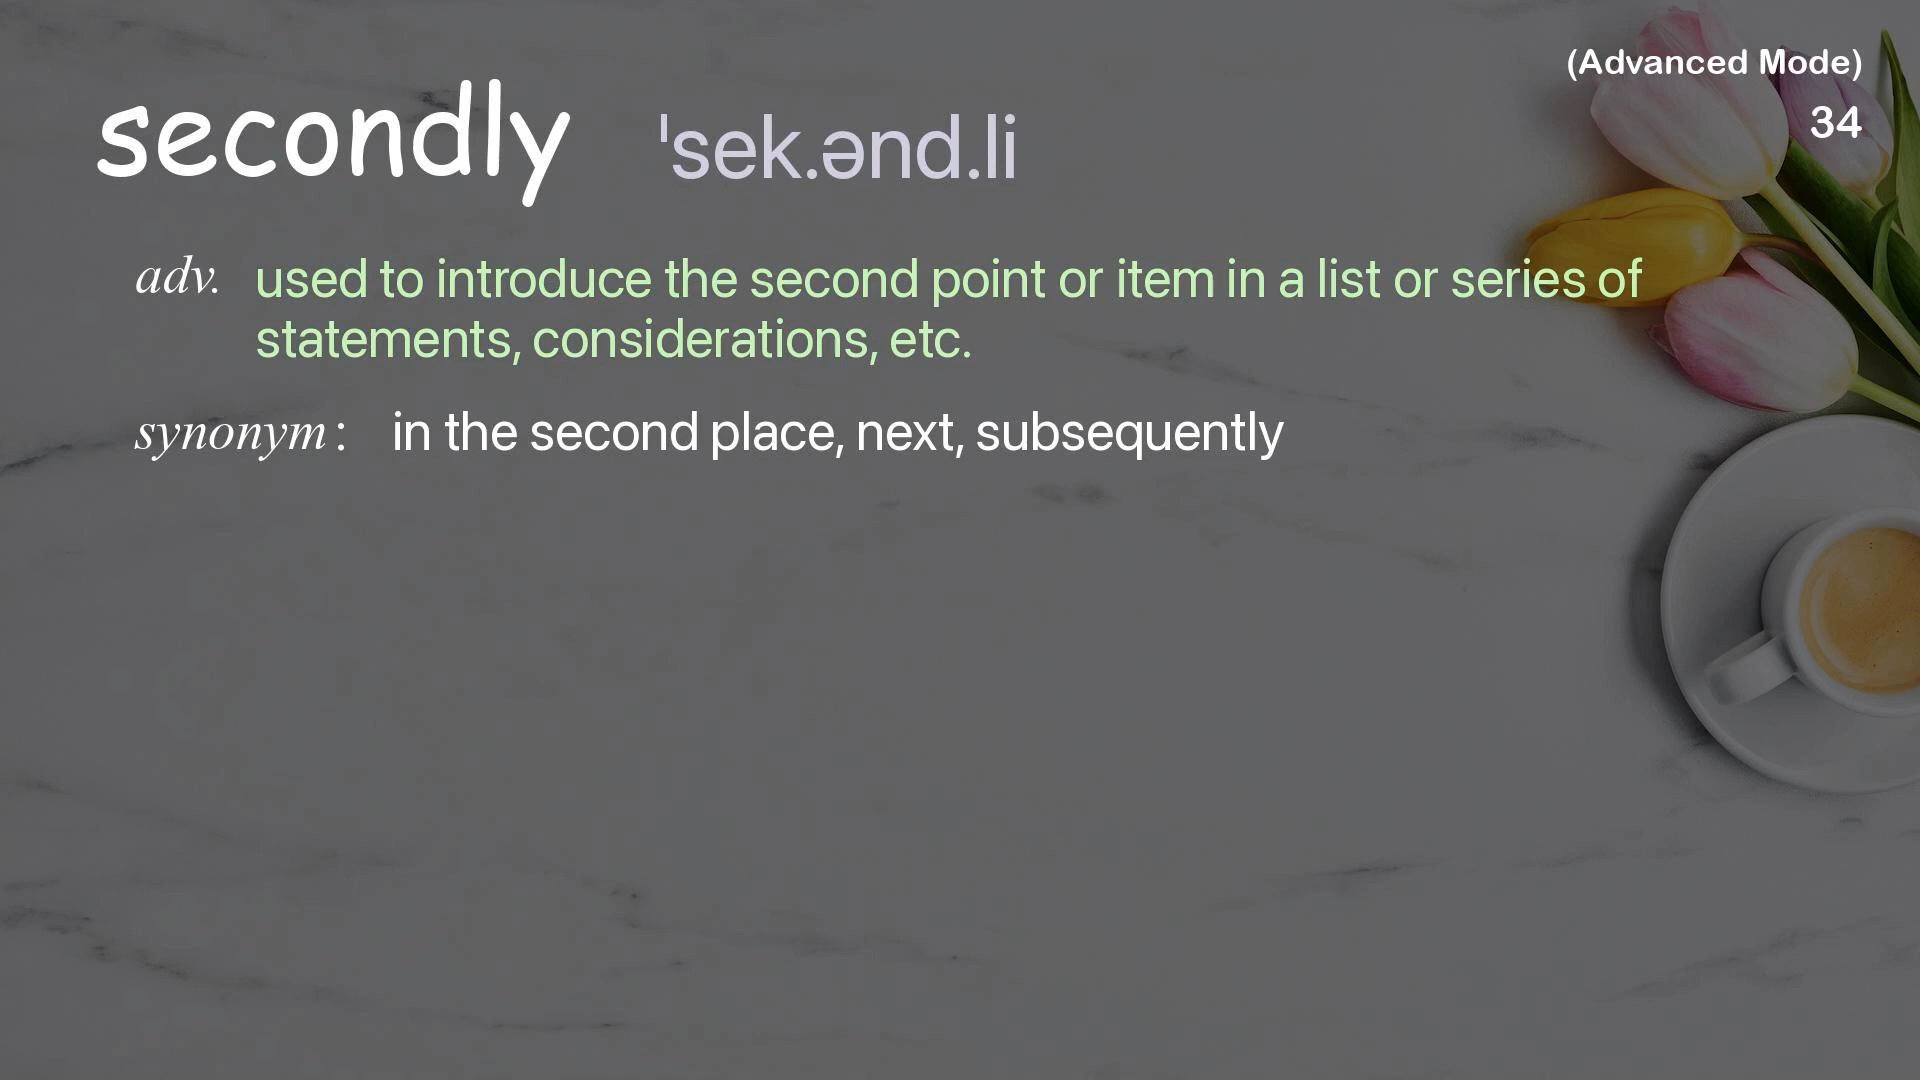 (Advanced Mode)
34
secondly ˈsek.ənd.li
adv. used to introduce the second point or item in a list or series of
statements, considerations, etc.
synonym : in the second place, next, subsequently